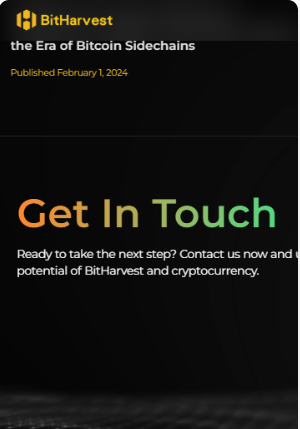 BitHarvest
the Era of Bitcoin Sidechains
Published February 1, 2024
Get In Touch
Ready to take the next step? Contact us now and
potential of BitHarvest and cryptocurrency.